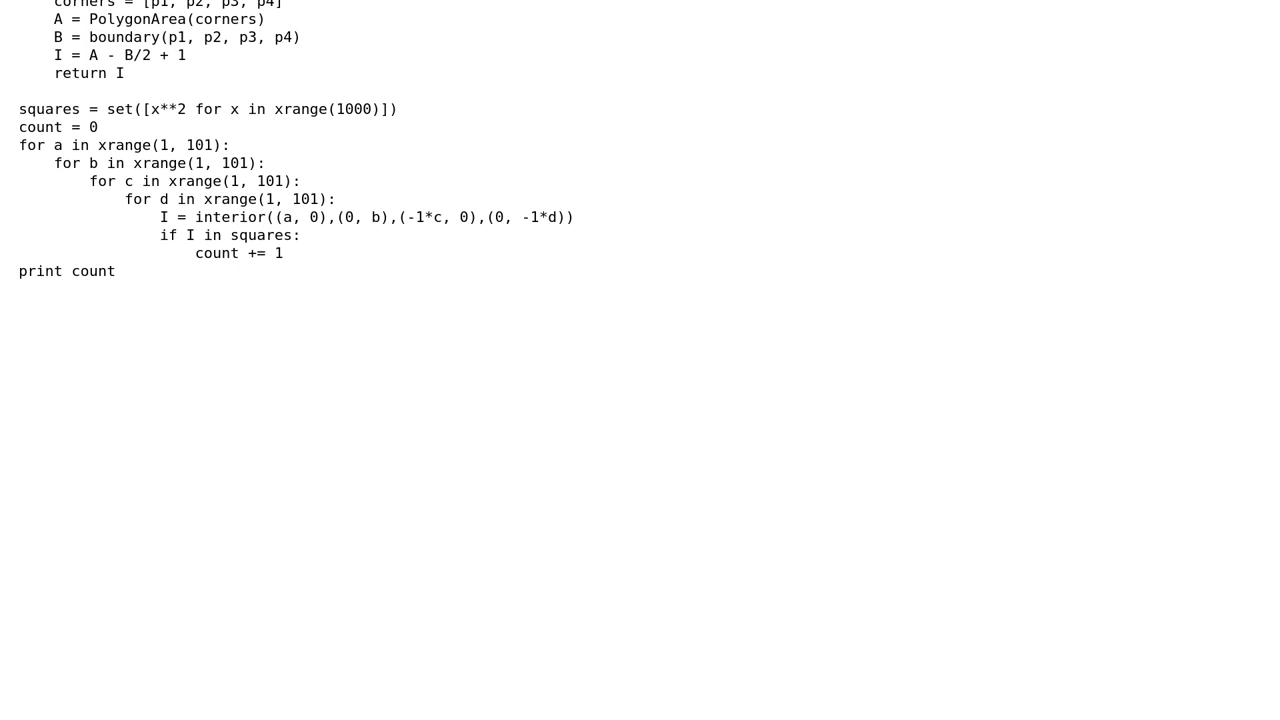 corners = [p1, p2, p3, p4]
    A = PolygonArea(corners)
    B = boundary(p1, p2, p3, p4)
    I = A - B/2 + 1
    return I

squares = set([x**2 for x in xrange(1000)])
count = 0
for a in xrange(1, 101):
    for b in xrange(1, 101):
        for c in xrange(1, 101):
            for d in xrange(1, 101):
                I = interior((a, 0),(0, b),(-1*c, 0),(0, -1*d))
                if I in squares:
                    count += 1
print count